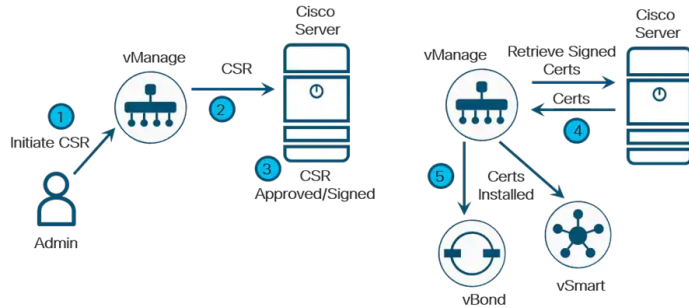 vManage
CSR
Cisco
Server
1
Initiate CSR
2
3
CSR
Approved/Signed
Admin
vManage
Retrieve Signed
Certs
Cisco
Server
Certs
4
5
Certs
Installed
vBond
vSmart